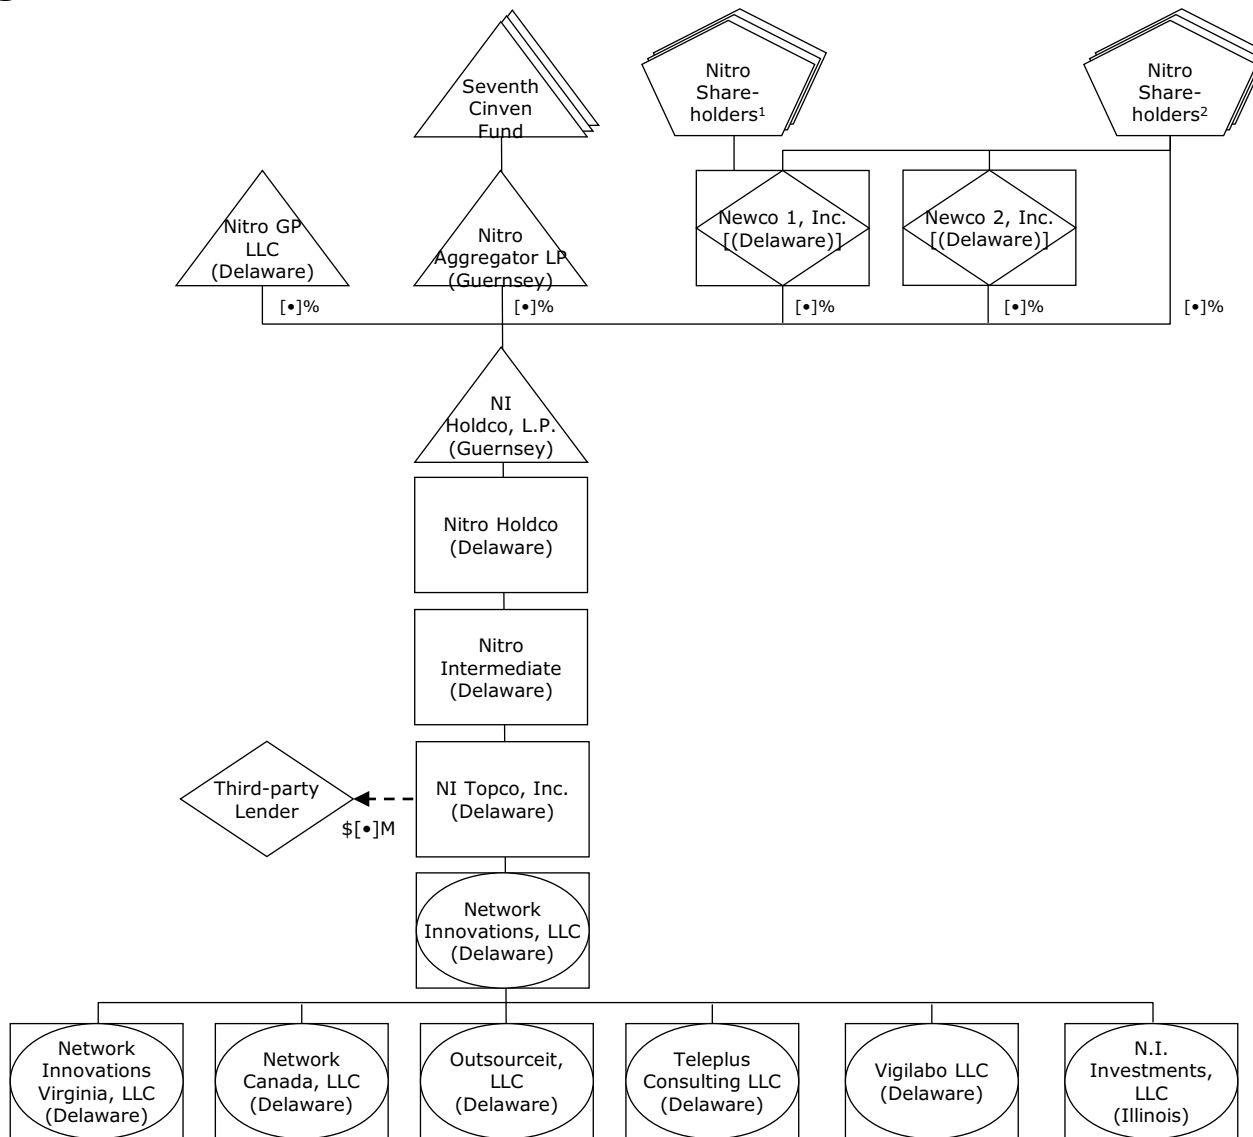 Seventh
Cinven
Fund
Nitro
Share-
holders¹
Nitro
Share-
holders²
Nitro GP
LLC
(Delaware)
Nitro
Aggregator LP
(Guernsey)
Newco 1, Inc.
[(Delaware)]
Newco 2, Inc.
[(Delaware)]
[•]%
[•]%
[•]%
[•]%
[•]%
NI
Holdco, L.P.
(Guernsey)
Nitro Holdco
(Delaware)
Nitro
Intermediate
(Delaware)
Third-party
Lender
$[•]M
NI Topco, Inc.
(Delaware)
Network
Innovations, LLC
(Delaware)
Network
Innovations
Virginia, LLC
(Delaware)
Network
Canada, LLC
(Delaware)
Outsourceit,
LLC
(Delaware)
Teleplus
Consulting LLC
(Delaware)
Vigilabo LLC
(Delaware)
N.I.
Investments,
LLC
(Illinois)